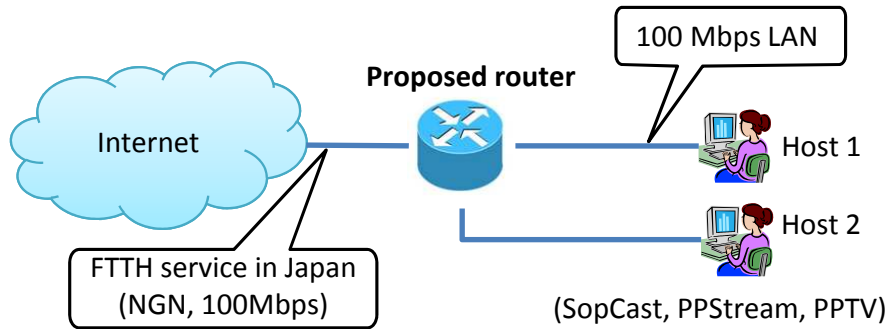 100 Mbps LAN
Proposed router
Internet
Host 1
Host 2
FTTH service in Japan
(NGN, 100Mbps)
(SopCast, PPStream, PPTV)